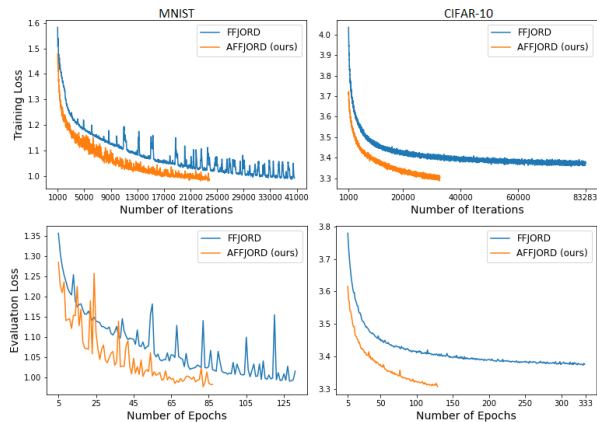 MNIST
1.6
1.5
1.4
1.3
1.2
1.1
1.0
Training Loss
FFJORD
AFFJORD (ours)
1000 5000 9000 13000 17000 21000 25000 29000 33000 37000 41000
Number of Iterations
CIFAR-10
4.0
3.9
3.8
3.7
3.6
3.5
3.4
3.3
FFJORD
AFFJORD (ours)
1000 20000 40000 60000 83283
Number of Iterations
1.35
1.30
1.25
1.20
1.15
1.10
1.05
1.00
Evaluation Loss
FFJORD
AFFJORD (ours)
5 25 45 65 85 105 125
Number of Epochs
3.8
3.7
3.6
3.5
3.4
3.3
FFJORD
AFFJORD (ours)
5 50 100 150 200 250 300 333
Number of Epochs